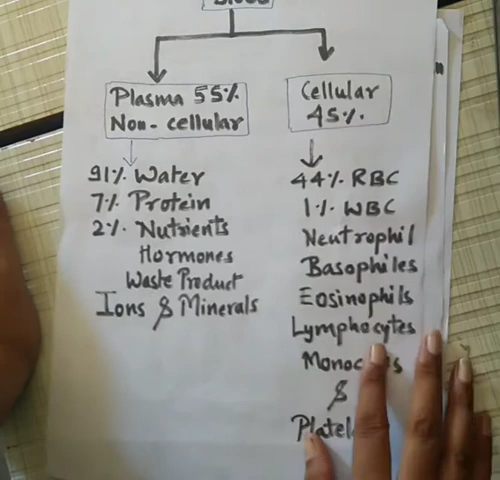 Plasma 55%
Non-cellular
91% Water
7% Protein
2% Nutrients
Hormones
Waste Product
Ions & Minerals
Cellular
45%.
44% RBC
1% WBC
Neutrophil
Basophiles
Eosinophils
Lymphocytes
&